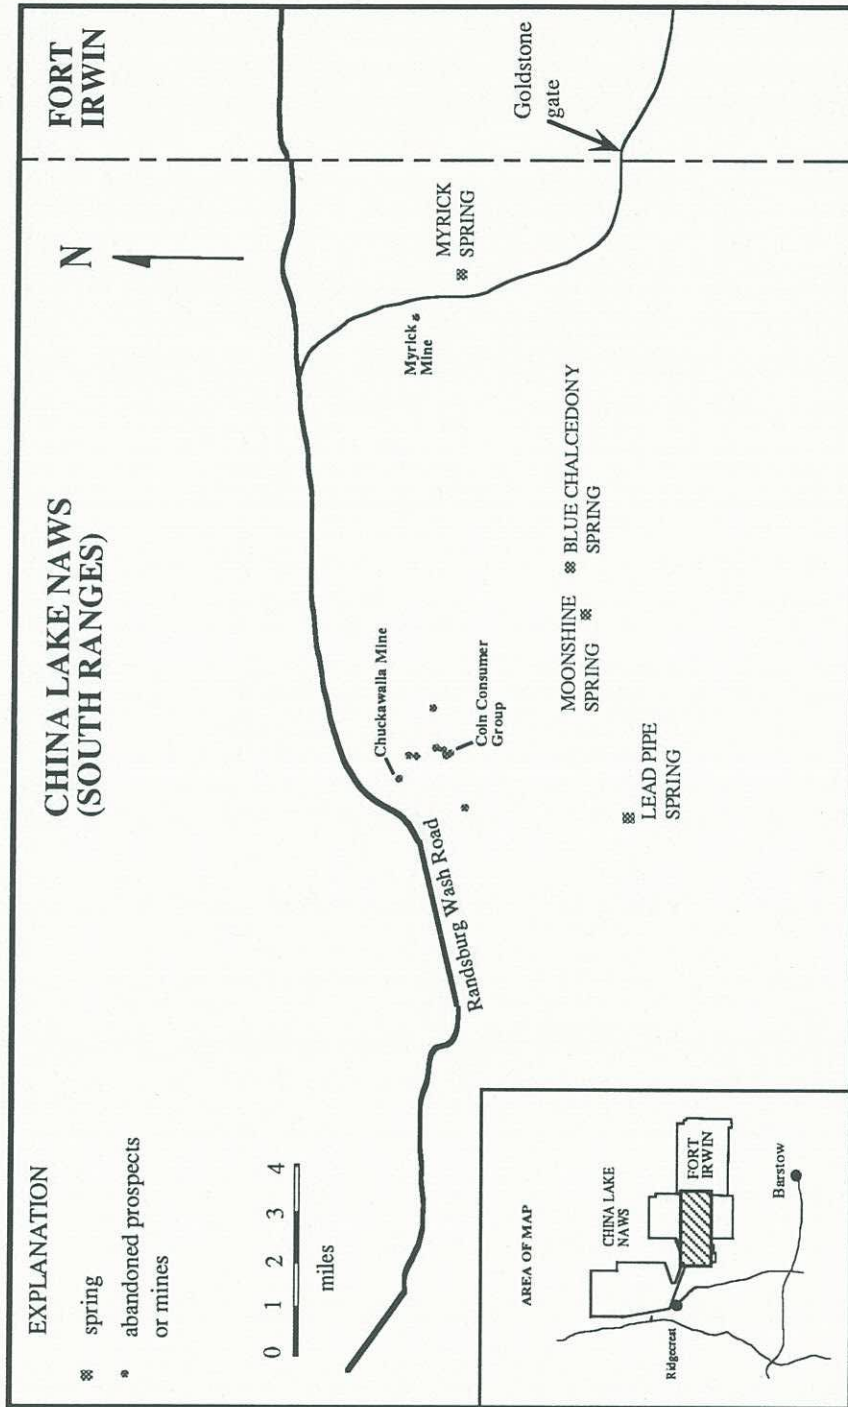 CHINA LAKE NAWS
(SOUTH RANGES)
FORT
IRWIN
N
EXPLANATION
spring
abandoned prospects
or mines
0 1 2 3 4
miles
Randsburg Wash Road
Chuckawalla Mine
Coin Consumer
Group
Myrick
Mine
MYRICK
SPRING
Goldstone
gate
BLUE CHALCEDONY
SPRING
MOONSHINE
SPRING
LEAD PIPE
SPRING
AREA OF MAP
CHINA LAKE
NAWS
FORT
IRWIN
Ridgecrest
Barstow